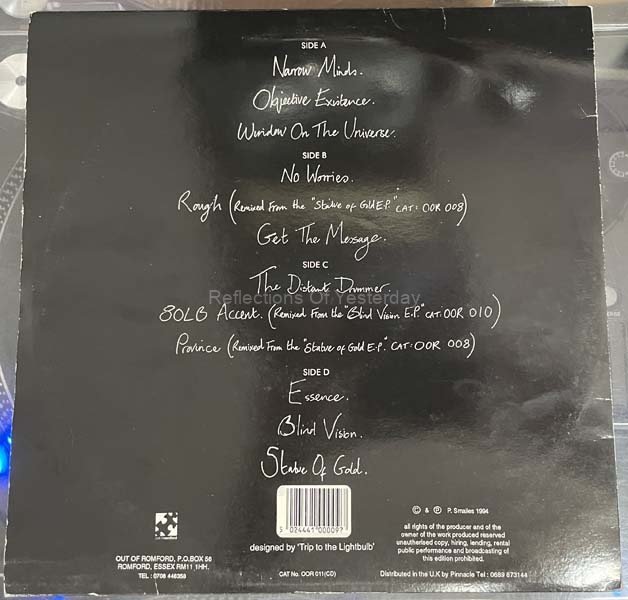 SIDE A
Narrow Minds.
Objective Existence.
Window On The Universe.
SIDE B
No Worries.
Rough (Remixed From the "Statue of Gold E.P." CAT: OOR 008)
Get The Message.
SIDE C
The Distant Drummer.
Reflections Of Yesterday
80LB Accent. (Remixed From the "Blind Vision E.P." CAT: OOR 010)
Province (Remixed From the "Statue of Gold E.P." CAT: OOR 008)
SIDE D
Essence.
Blind Vision.
Statue Of Gold.
5 024441 000097
designed by 'Trip to the Lightbulb'
CAT No. OOR 011(CD)
OUT OF ROMFORD, P.O.BOX 56
ROMFORD, ESSEX RM11 1HH.
TEL : 0708 448358
© & ℗ P. Smailes 1994
all rights of the producer and of the
owner of the work produced reserved
unauthorised copy, hiring, lending, rental
public performance and broadcasting of
this edition prohibited.
Distributed in the U.K by Pinnacle Tel : 0689 873144